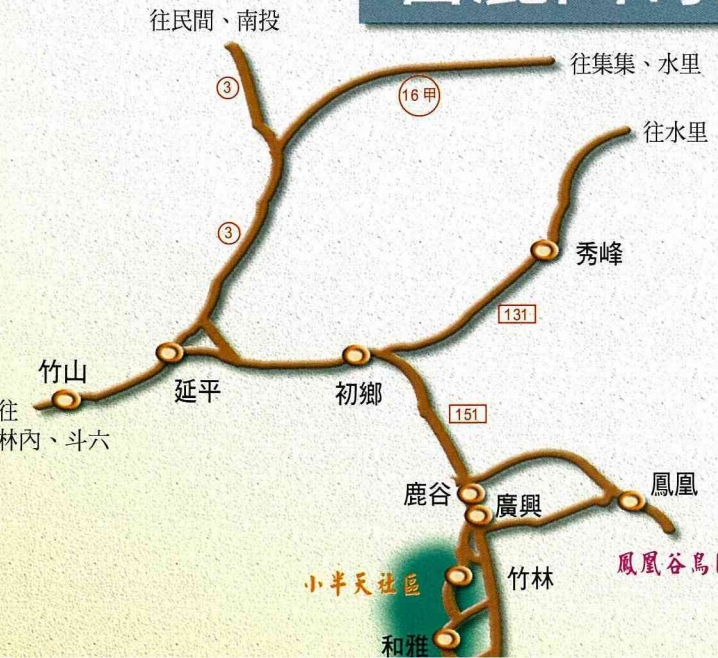 往民間、南投
3
16甲
往集集、水里
往水里
3
秀峰
131
竹山
延平
初鄉
往
林內、斗六
151
鹿谷
廣興
鳳凰
鳳凰谷鳥
小半天社區
竹林
和雅